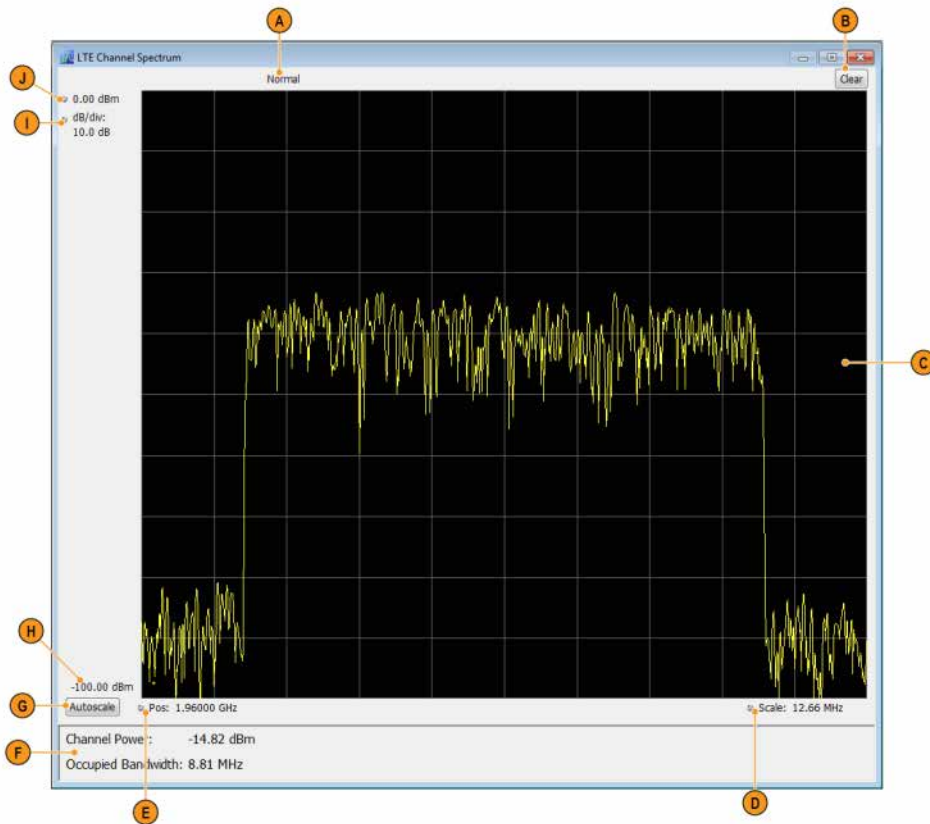 A
B
LTE Channel Spectrum
Normal
Clear
J
0.00 dBm
I
dB/div:
10.0 dB
C
H
-100.00 dBm
G
Autoscale
Pos: 1.96000 GHz
Scale: 12.66 MHz
F
Channel Power: -14.82 dBm
Occupied Bandwidth: 8.81 MHz
E
D